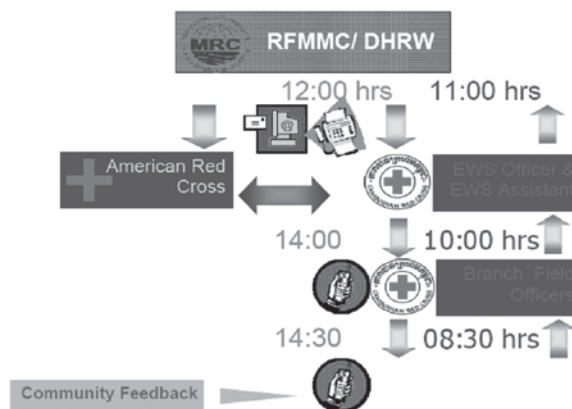 MRC
RFMMC/ DHRW
12:00 hrs
11:00 hrs
American Red
Cross
EWS Officer &
EWS Assistant
14:00
10:00 hrs
Branch Field
Officers
14:30
08:30 hrs
Community Feedback